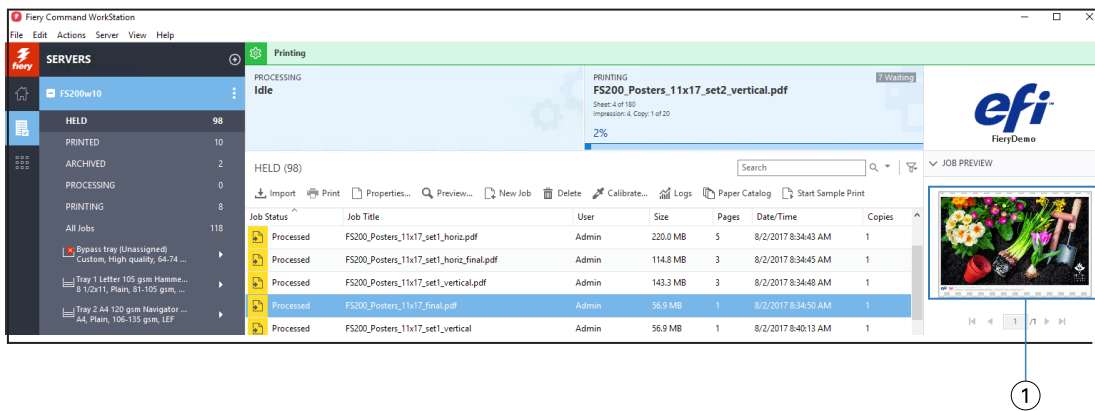 Fiery Command WorkStation
File Edit Actions Server View Help
fiery
SERVERS
Printing
FS200w10
PROCESSING
Idle
PRINTING
7 Waiting
FS200_Posters_11x17_set2_vertical.pdf
Sheet: 4 of 180
Impression: 4, Copy: 1 of 20
2%
efi
FieryDemo
HELD 98
PRINTED 10
ARCHIVED 2
PROCESSING 0
PRINTING 8
All Jobs 118
Bypass tray (Unassigned)
Custom, High quality, 64-74 ...
Tray 1 Letter 105 gsm Hamme...
8 1/2x11, Plain, 81-105 gsm, ...
Tray 2 A4 120 gsm Navigator ...
A4, Plain, 106-135 gsm, LEF
HELD (98)
Search
Import Print Properties... Preview... New Job Delete Calibrate... Logs Paper Catalog Start Sample Print
Job Status Job Title User Size Pages Date/Time Copies
Processed FS200_Posters_11x17_set1_horiz.pdf Admin 220.0 MB 5 8/2/2017 8:34:43 AM 1
Processed FS200_Posters_11x17_set1_horiz_final.pdf Admin 114.8 MB 3 8/2/2017 8:34:45 AM 1
Processed FS200_Posters_11x17_set1_vertical.pdf Admin 143.3 MB 3 8/2/2017 8:34:48 AM 1
Processed FS200_Posters_11x17_final.pdf Admin 56.9 MB 1 8/2/2017 8:34:50 AM 1
Processed FS200_Posters_11x17_set1_vertical Admin 56.9 MB 1 8/2/2017 8:40:13 AM 1
JOB PREVIEW
1 /1
1